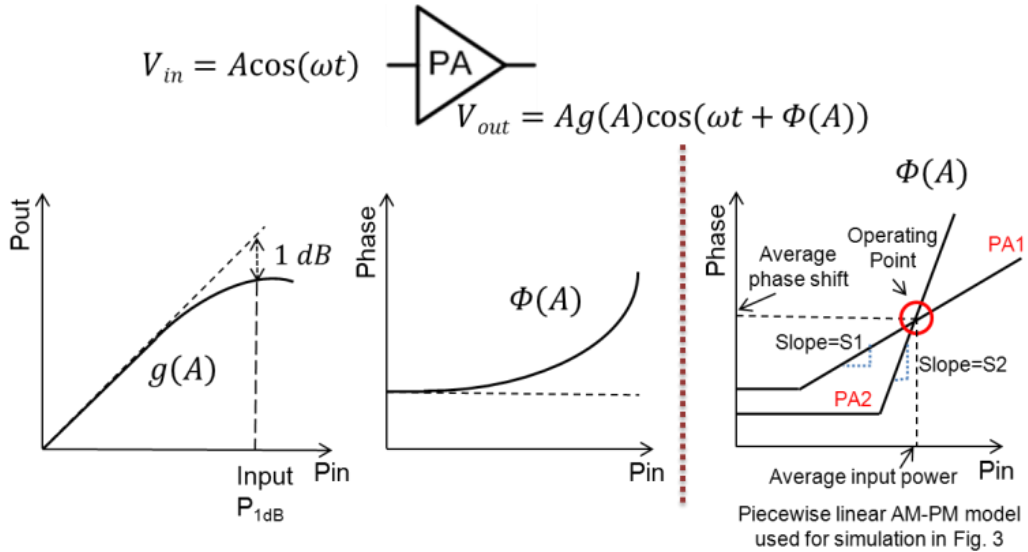 V_in = Acos(ωt)
PA
V_out = Ag(A)cos(ωt + Φ(A))
Pout
1 dB
g(A)
Pin
Input
P_1dB
Phase
Φ(A)
Pin
Φ(A)
Phase
Average
phase shift
Operating
Point
PA1
Slope=S1
Slope=S2
PA2
Average input power
Pin
Piecewise linear AM-PM model
used for simulation in Fig. 3